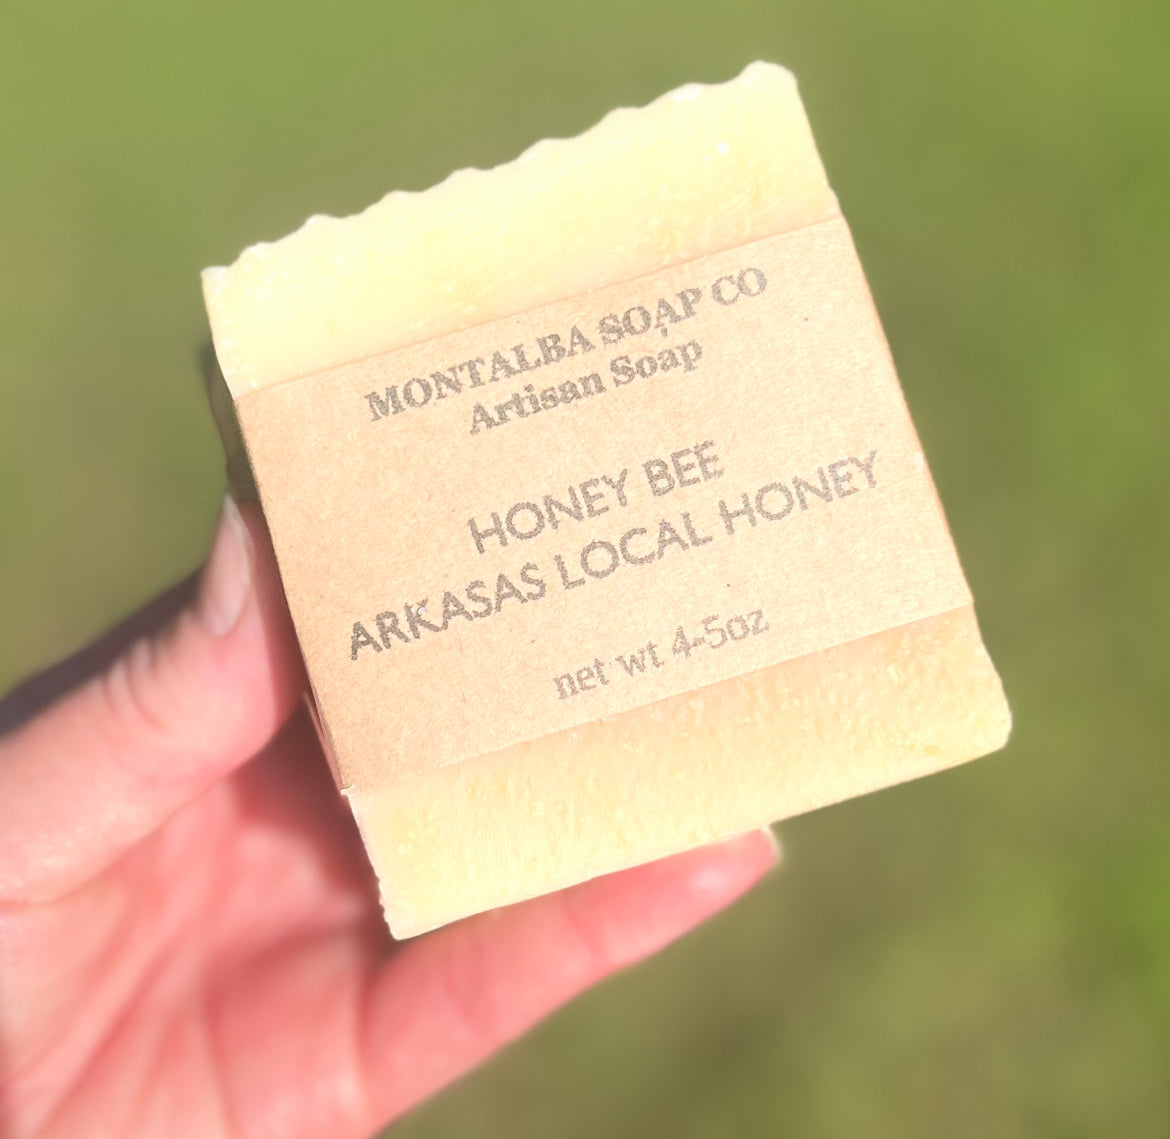 MONTALBA SOAP CO
Artisan Soap
HONEY BEE
ARKASAS LOCAL HONEY
net wt 4-5oz